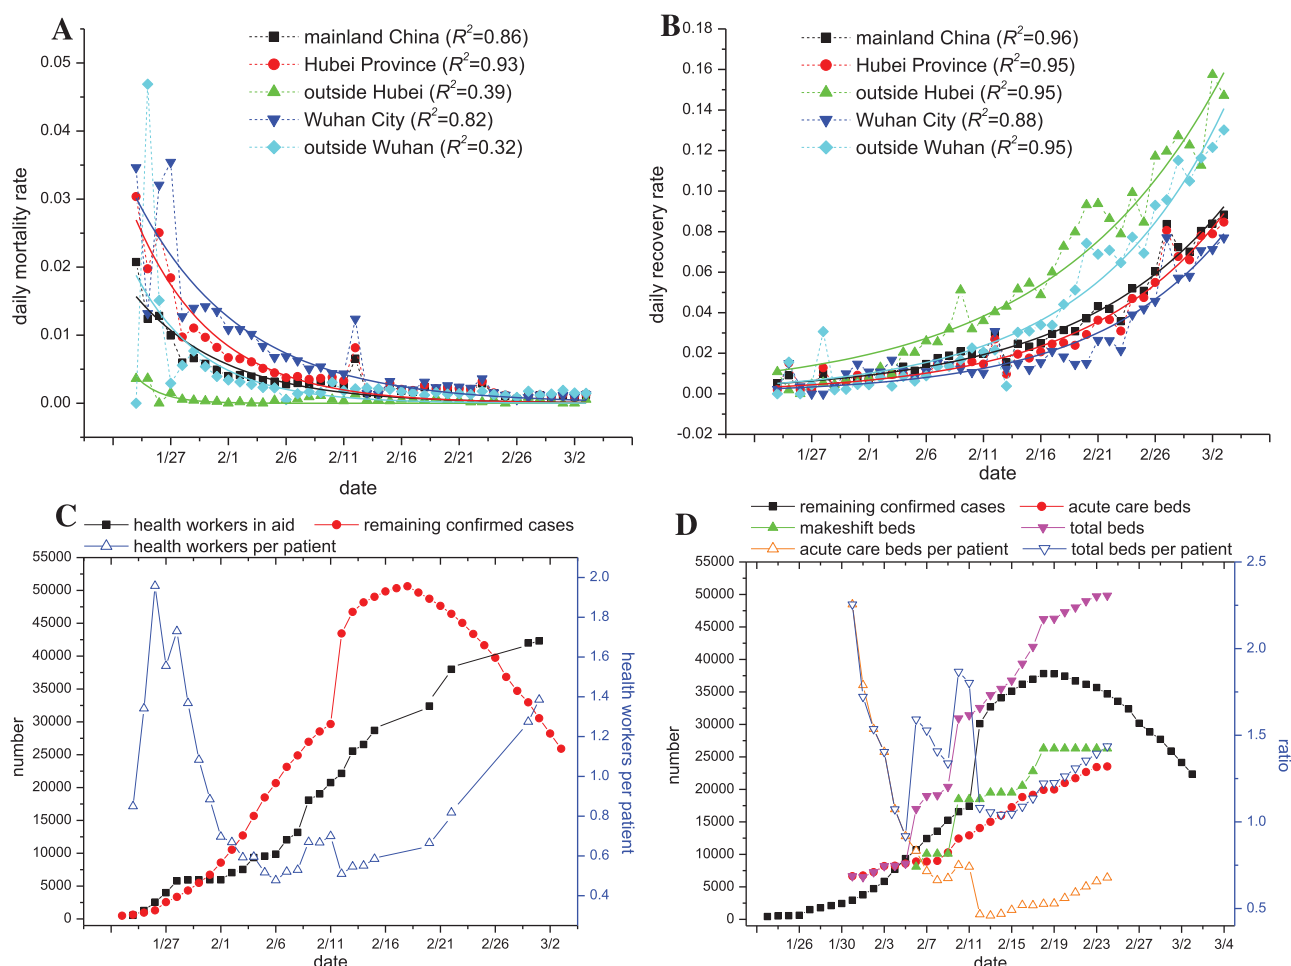 A
mainland China (R²=0.86)
Hubei Province (R²=0.93)
outside Hubei (R²=0.39)
Wuhan City (R²=0.82)
outside Wuhan (R²=0.32)
daily mortality rate
0.05
0.04
0.03
0.02
0.01
0.00
1/27 2/1 2/6 2/11 2/16 2/21 2/26 3/2
date
B
mainland China (R²=0.96)
Hubei Province (R²=0.95)
outside Hubei (R²=0.95)
Wuhan City (R²=0.88)
outside Wuhan (R²=0.95)
daily recovery rate
0.18
0.16
0.14
0.12
0.10
0.08
0.06
0.04
0.02
0.00
-0.02
1/27 2/1 2/6 2/11 2/16 2/21 2/26 3/2
date
C
health workers in aid remaining confirmed cases
health workers per patient
number
55000
50000
45000
40000
35000
30000
25000
20000
15000
10000
5000
0
2.0
1.8
1.6
1.4
1.2
1.0
0.8
0.6
0.4
health workers per patient
1/27 2/1 2/6 2/11 2/16 2/21 2/26 3/2
date
D
remaining confirmed cases acute care beds
makeshift beds total beds
acute care beds per patient total beds per patient
number
55000
50000
45000
40000
35000
30000
25000
20000
15000
10000
5000
0
2.5
2.0
1.5
1.0
0.5
ratio
1/26 1/30 2/3 2/7 2/11 2/15 2/19 2/23 2/27 3/2 3/4
date